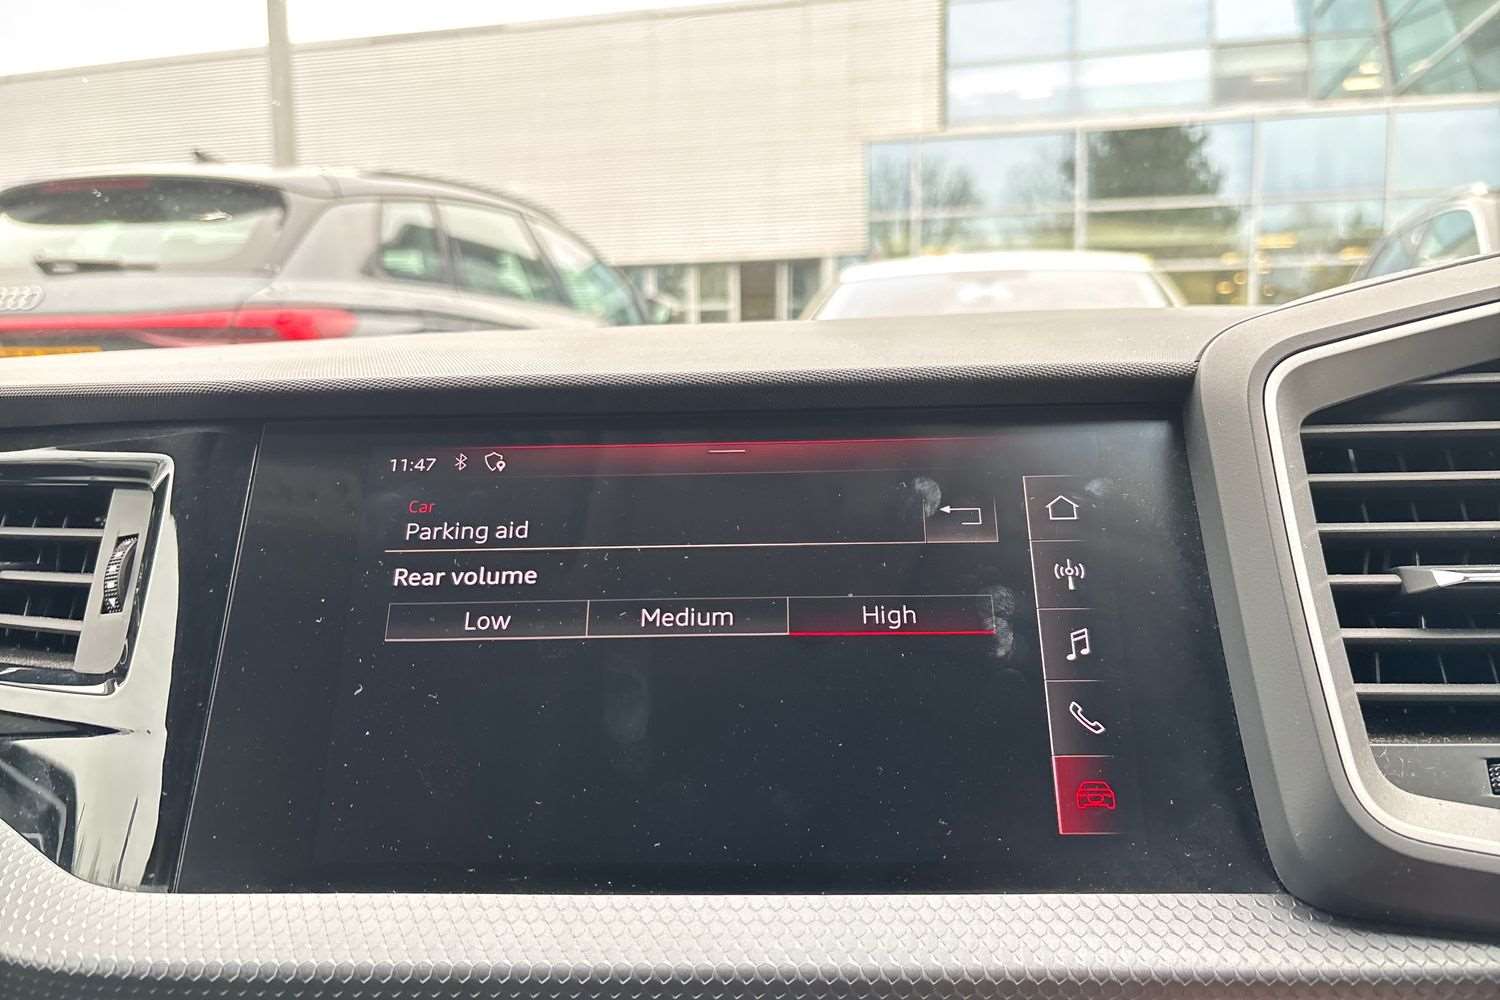 11:47
Car
Parking aid
Rear volume
Low Medium High